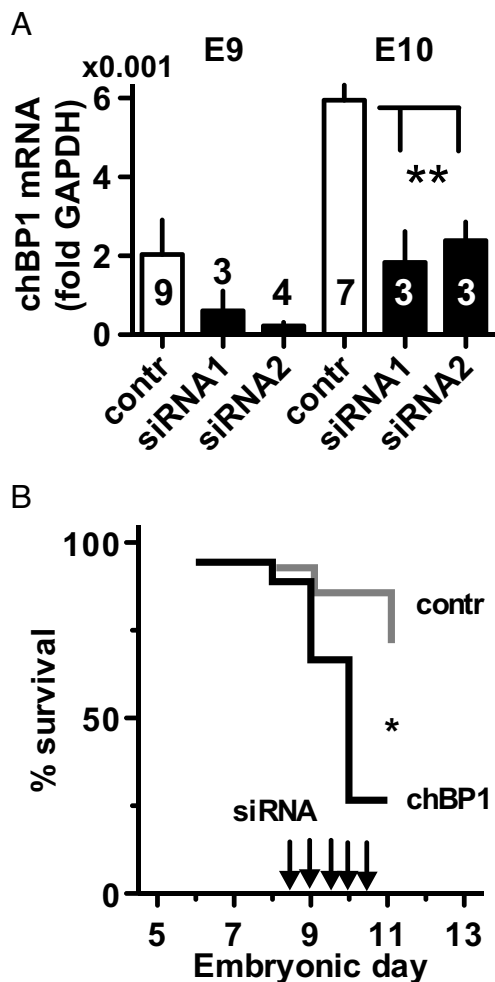 A
x0.001 E9 E10
chBP1 mRNA
(fold GAPDH)
6
4
2
0
9 3 4 7 3 3
**
contr siRNA1 siRNA2 contr siRNA1 siRNA2
B
% survival
100
50
0
contr
*
chBP1
siRNA
5 7 9 11 13
Embryonic day